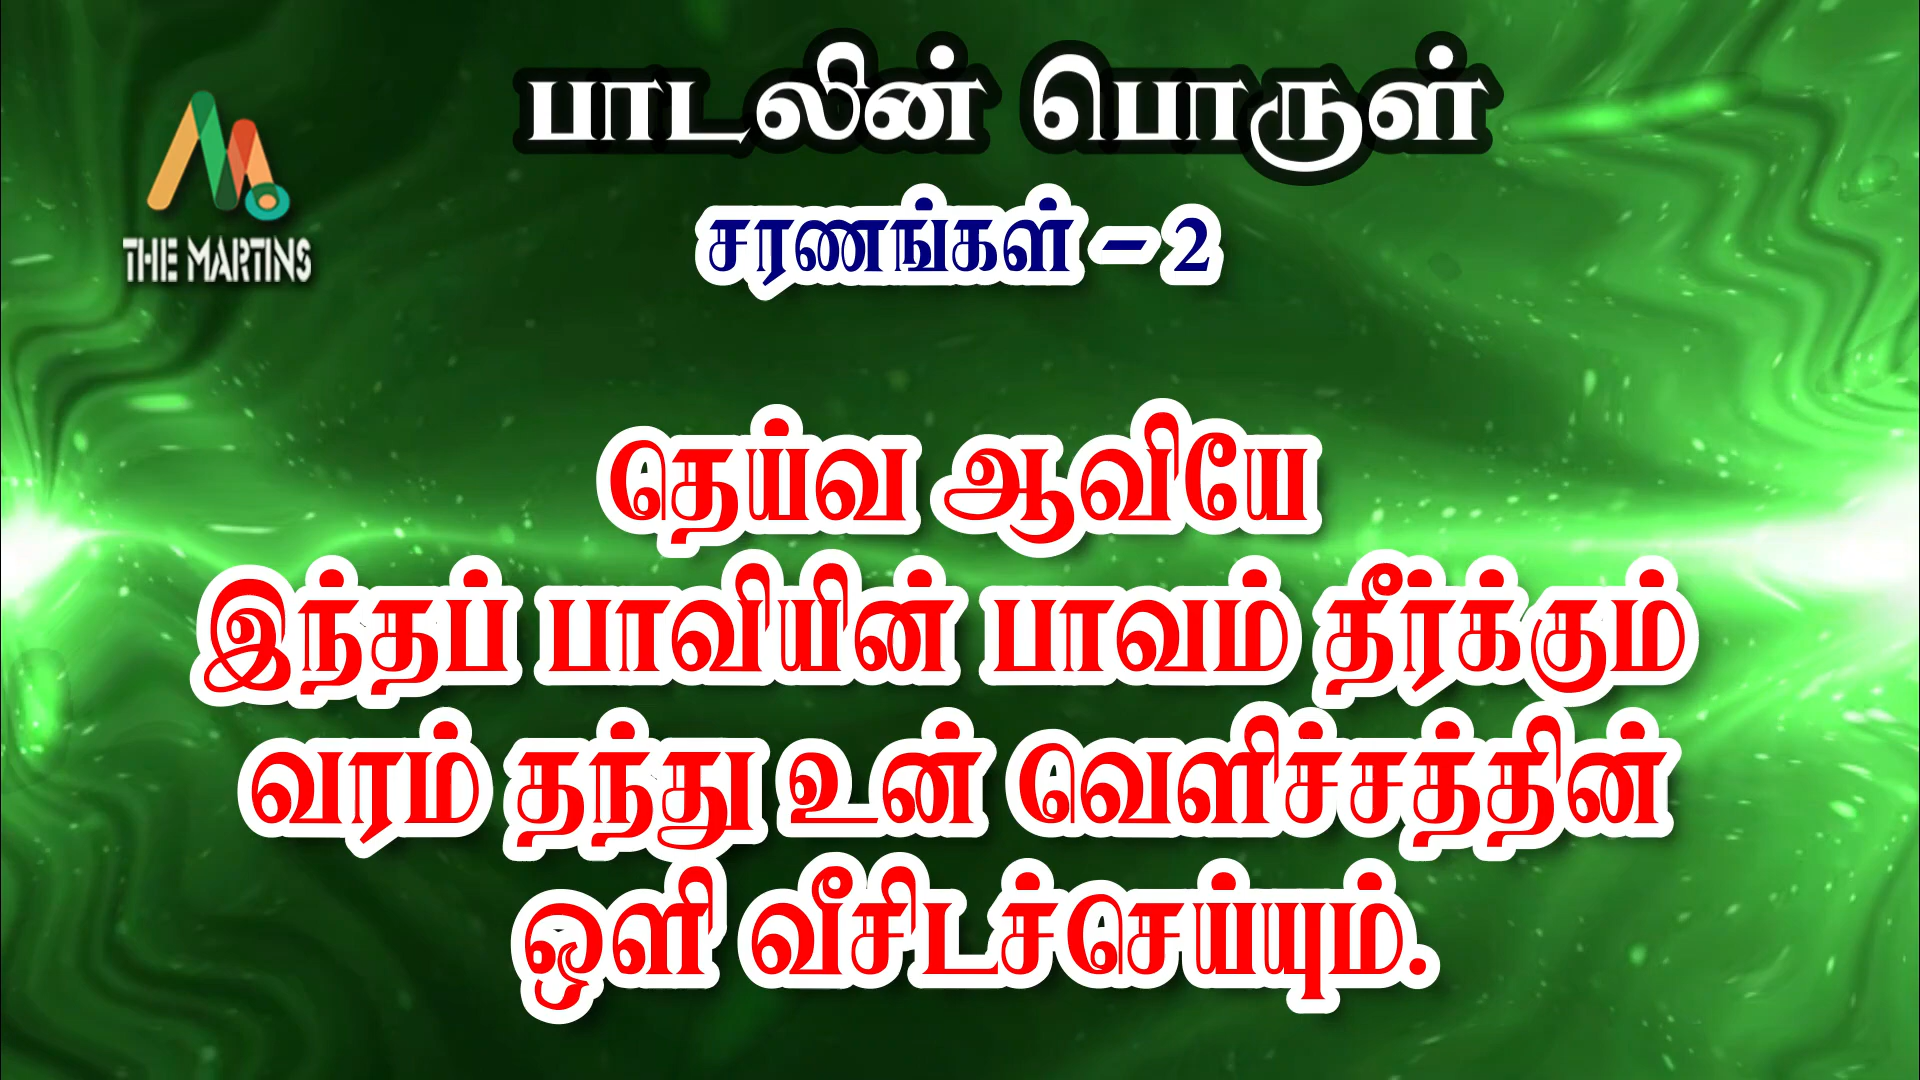 பாடலின் பொருள்
THE MARTINS
சரணங்கள் – 2
தெய்வ ஆவியே
இந்தப் பாவியின் பாவம் தீர்க்கும்
வரம் தந்து உன் வெளிச்சத்தின்
ஒளி வீசிடச்செய்யும்.